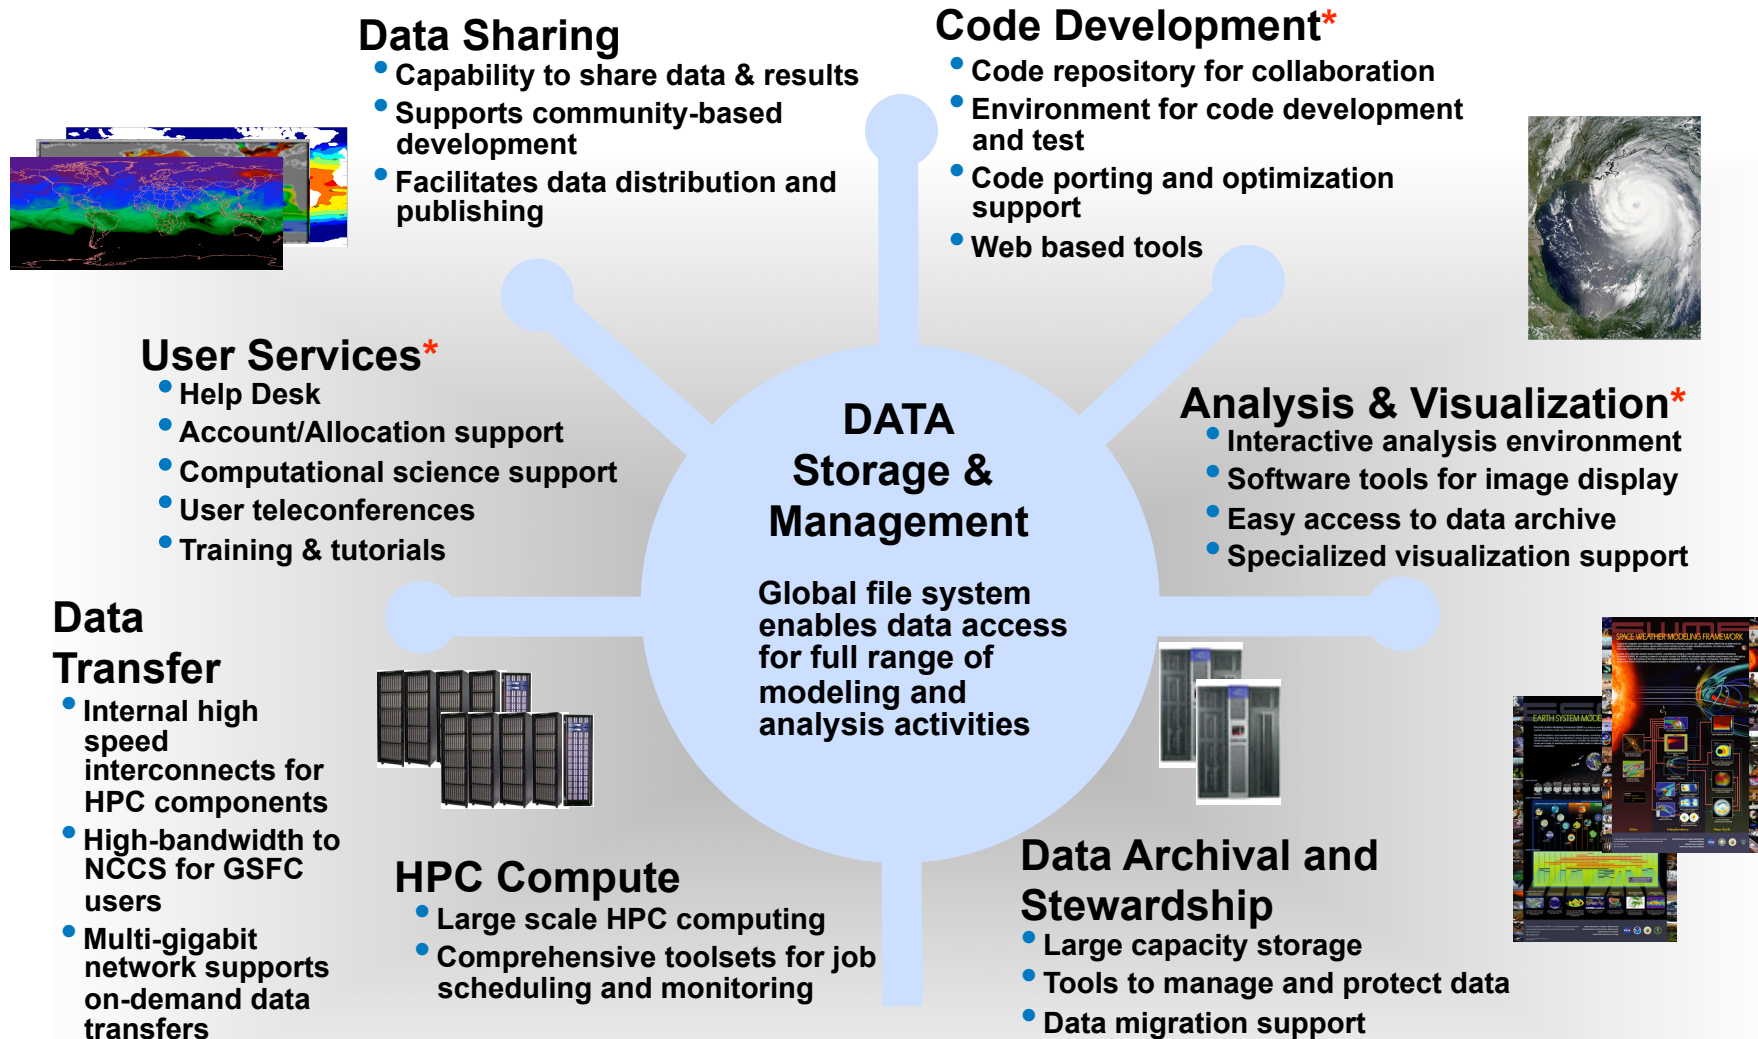 Data Sharing
• Capability to share data & results
• Supports community-based
development
• Facilitates data distribution and
publishing
Code Development*
• Code repository for collaboration
• Environment for code development
and test
• Code porting and optimization
support
• Web based tools
User Services*
• Help Desk
• Account/Allocation support
• Computational science support
• User teleconferences
• Training & tutorials
DATA
Storage &
Management
Global file system
enables data access
for full range of
modeling and
analysis activities
Analysis & Visualization*
• Interactive analysis environment
• Software tools for image display
• Easy access to data archive
• Specialized visualization support
Data
Transfer
• Internal high
speed
interconnects for
HPC components
• High-bandwidth to
NCCS for GSFC
users
• Multi-gigabit
network supports
on-demand data
transfers
HPC Compute
• Large scale HPC computing
• Comprehensive toolsets for job
scheduling and monitoring
Data Archival and
Stewardship
• Large capacity storage
• Tools to manage and protect data
• Data migration support
SWMF
SPACE WEATHER MODELING FRAMEWORK
EARTH SYSTEM MODE